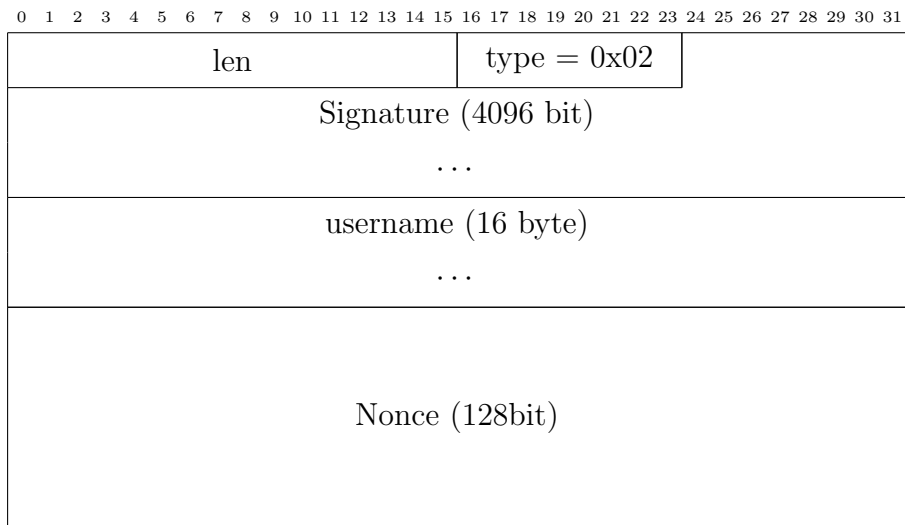 0 1 2 3 4 5 6 7 8 9 10 11 12 13 14 15 16 17 18 19 20 21 22 23 24 25 26 27 28 29 30 31
len type = 0x02
Signature (4096 bit)
...
username (16 byte)
...
Nonce (128bit)